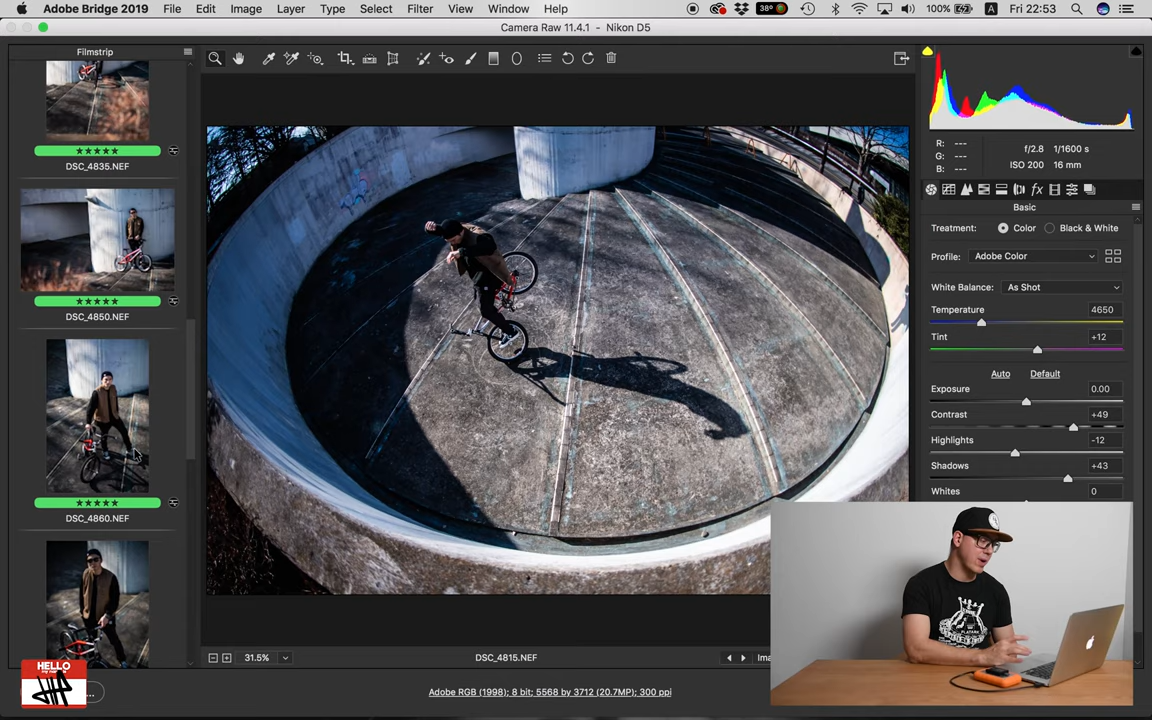 Adobe Bridge 2019 File Edit Image Layer Type Select Filter View Window Help 38° 100% A Fri 22:53
Camera Raw 11.4.1 - Nikon D5
Filmstrip
★★★★★
DSC_4835.NEF
★★★★★
DSC_4850.NEF
★★★★★
DSC_4860.NEF
R: ---
G: ---
B: ---
f/2.8 1/1600 s
ISO 200 16 mm
fx
Basic
Treatment: Color Black & White
Profile: Adobe Color
White Balance: As Shot
Temperature 4650
Tint +12
Auto Default
Exposure 0.00
Contrast +49
Highlights -12
Shadows +43
Whites 0
31.5% DSC_4815.NEF Ima
Adobe RGB (1998); 8 bit; 5568 by 3712 (20.7MP); 300 ppi
HELLO
...